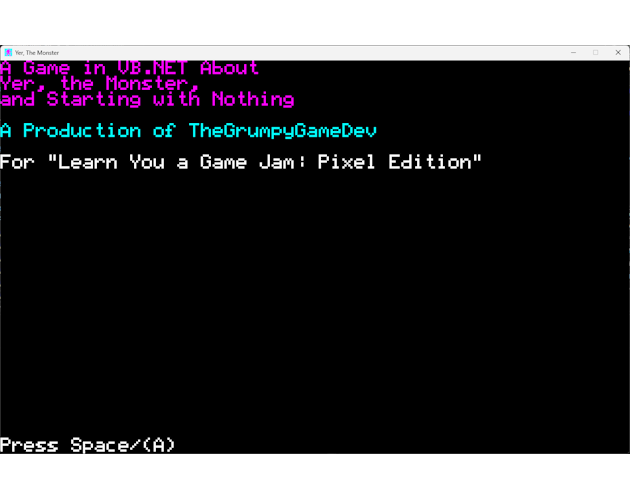 Yer, The Monster
A Game in VB.NET About
Yer, the Monster,
and Starting with Nothing
A Production of TheGrumpyGameDev
For "Learn You a Game Jam: Pixel Edition"
Press Space/(A)